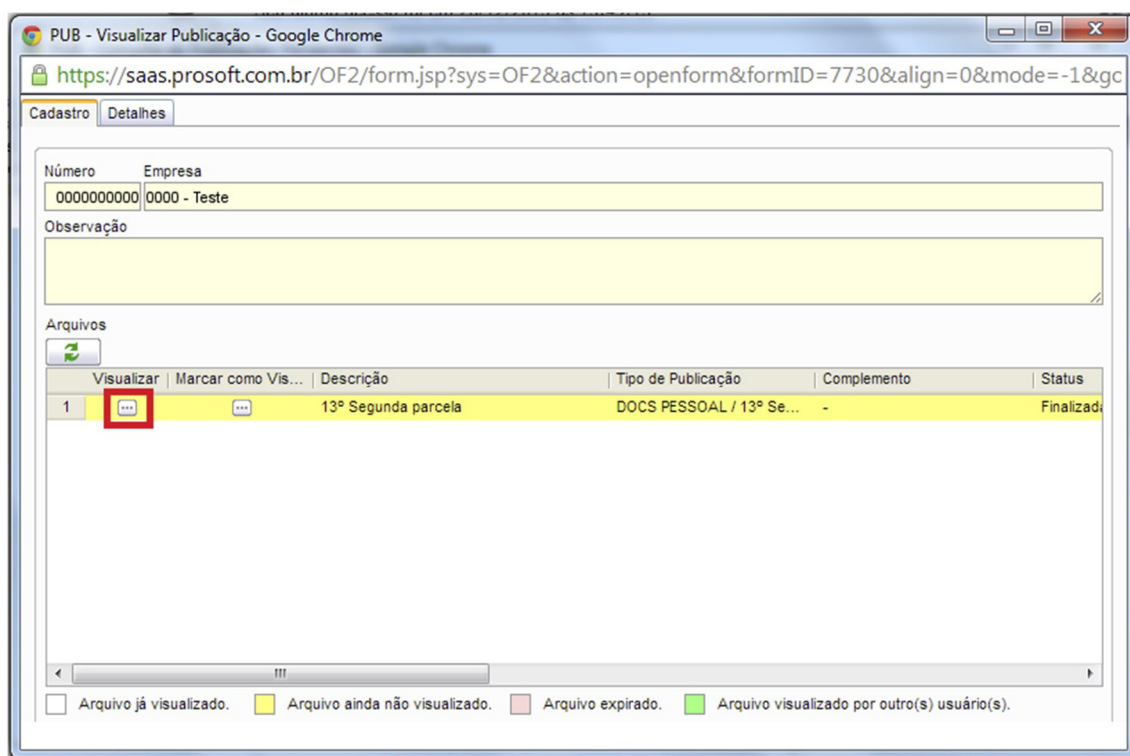 PUB - Visualizar Publicação - Google Chrome
https://saas.prosoft.com.br/OF2/form.jsp?sys=OF2&action=openform&formID=7730&align=0&mode=-1&gc
Cadastro Detalhes
Número Empresa
0000000000 0000 - Teste
Observação
Arquivos
Visualizar Marcar como Vis... Descrição Tipo de Publicação Complemento Status
1 13º Segunda parcela DOCS PESSOAL / 13º Se... - Finalizada
Arquivo já visualizado. Arquivo ainda não visualizado. Arquivo expirado. Arquivo visualizado por outro(s) usuário(s).